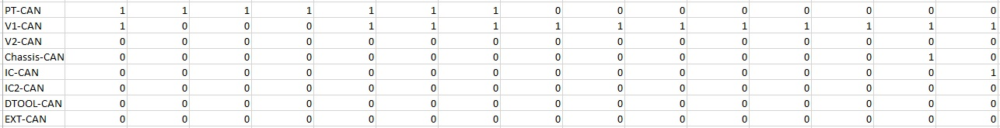 PT-CAN 1 1 1 1 1 1 1 0 0 0 0 0 0 0 0
V1-CAN 1 0 0 0 1 1 1 1 1 1 1 1 1 1 1
V2-CAN 0 0 0 0 0 0 0 0 0 0 0 0 0 0 0
Chassis-CAN 0 0 0 0 0 0 0 0 0 0 0 0 0 1 0
IC-CAN 0 0 0 0 0 0 0 0 0 0 0 0 0 0 1
IC2-CAN 0 0 0 0 0 0 0 0 0 0 0 0 0 0 0
DTOOL-CAN 0 0 0 0 0 0 0 0 0 0 0 0 0 0 0
EXT-CAN 0 0 0 0 0 0 0 0 0 0 0 0 0 0 0